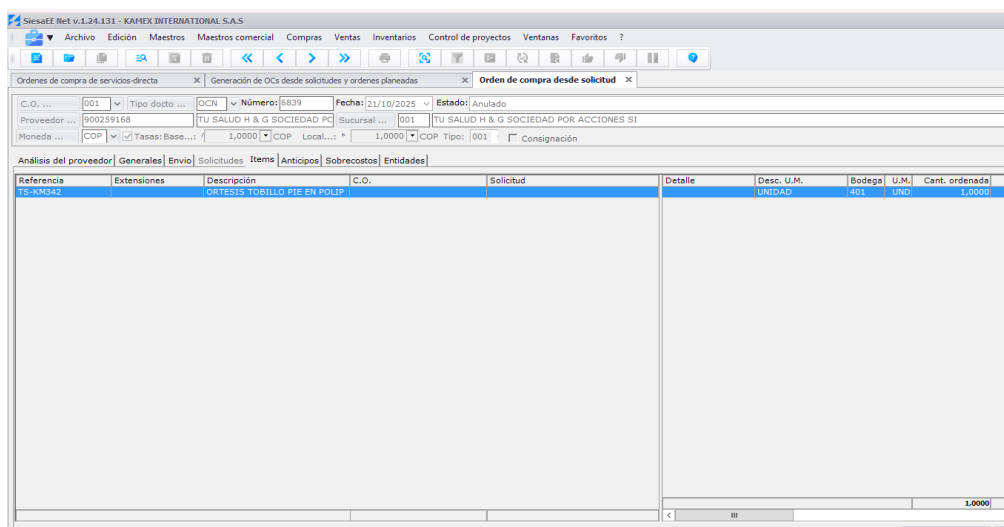 SiesaEE Net v.1.24.131 - KAMEX INTERNATIONAL S.A.S
Archivo Edición Maestros Maestros comercial Compras Ventas Inventarios Control de proyectos Ventanas Favoritos ?
Ordenes de compra de servicios-directa Generación de OCs desde solicitudes y ordenes planeadas Orden de compra desde solicitud
C.O. ... 001 Tipo docto ... OCN Número: 6839 Fecha: 21/10/2025 Estado: Anulado
Proveedor ... 900259168 TU SALUD H & G SOCIEDAD PO Sucursal ... 001 TU SALUD H & G SOCIEDAD POR ACCIONES SI
Moneda ... COP Tasas: Base...: 1,0000 COP Local...: * 1,0000 COP Tipo: 001 Consignación
Análisis del proveedor Generales Envio Solicitudes Items Anticipos Sobrecostos Entidades
Referencia Extensiones Descripción C.O. Solicitud Detalle Desc. U.M. Bodega U.M. Cant. ordenada
TS-KM342 ORTESIS TOBILLO PIE EN POLIP UNIDAD 401 UND 1,0000
1,0000